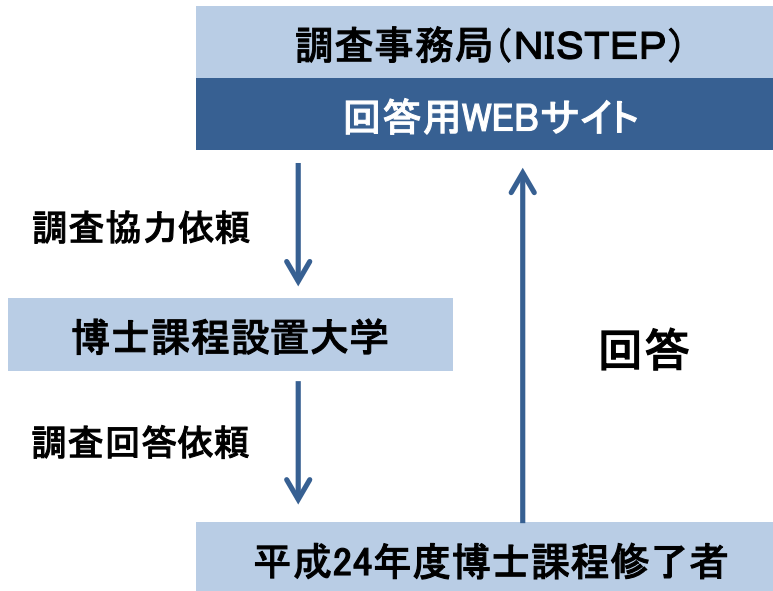 調査事務局（NISTEP）
回答用WEBサイト
調査協力依頼
博士課程設置大学
回答
調査回答依頼
平成24年度博士課程修了者